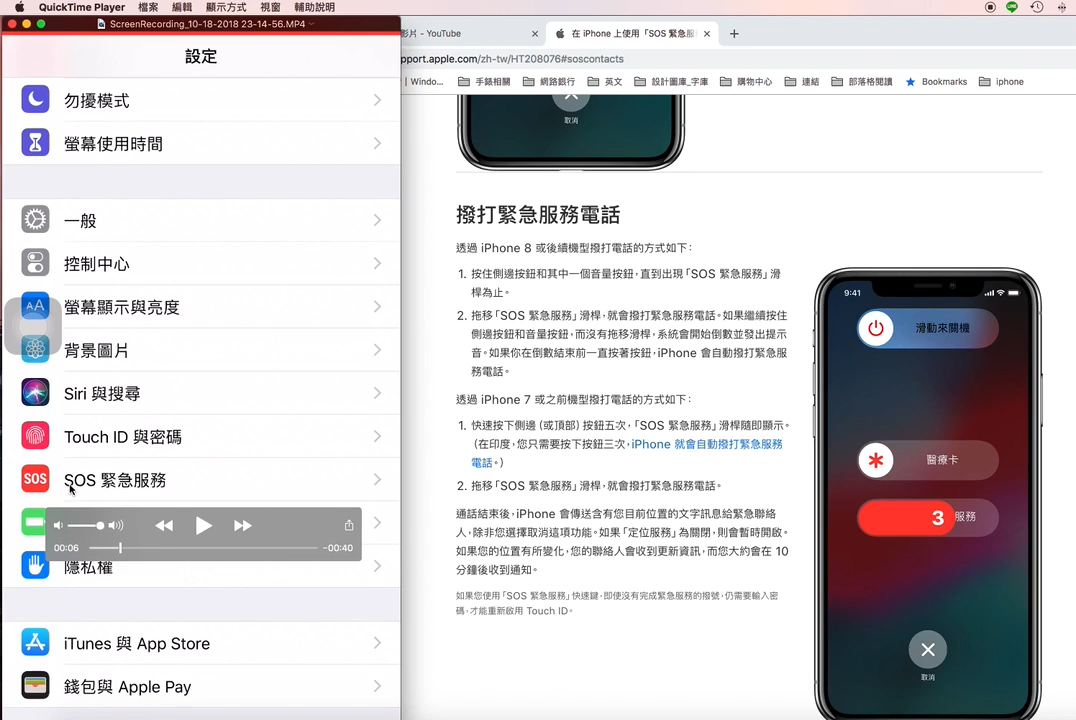 QuickTime Player 檔案 編輯 顯示方式 視窗 輔助說明
ScreenRecording_10-18-2018 23-14-56.MP4
設定
勿擾模式
螢幕使用時間
一般
控制中心
AA
螢幕顯示與亮度
背景圖片
Siri 與搜尋
Touch ID 與密碼
SOS
SOS 緊急服務
00:06
-00:40
隱私權
iTunes 與 App Store
錢包與 Apple Pay
影片 - YouTube
在 iPhone 上使用「SOS 緊急服
pport.apple.com/zh-tw/HT208076#soscontacts
| Windo... 手錶相關 網路銀行 英文 設計圖庫_字庫 購物中心 連結 部落格閱讀 Bookmarks iphone
取消
撥打緊急服務電話
透過 iPhone 8 或後續機型撥打電話的方式如下：
1. 按住側邊按鈕和其中一個音量按鈕，直到出現「SOS 緊急服務」滑
桿為止。
2. 拖移「SOS 緊急服務」滑桿，就會撥打緊急服務電話。如果繼續按住
側邊按鈕和音量按鈕，而沒有拖移滑桿，系統會開始倒數並發出提示
音。如果你在倒數結束前一直按著按鈕，iPhone 會自動撥打緊急服
務電話。
透過 iPhone 7 或之前機型撥打電話的方式如下：
1. 快速按下側邊（或頂部）按鈕五次，「SOS 緊急服務」滑桿隨即顯示。
（在印度，您只需要按下按鈕三次，iPhone 就會自動撥打緊急服務
電話。）
2. 拖移「SOS 緊急服務」滑桿，就會撥打緊急服務電話。
通話結束後，iPhone 會傳送含有您目前位置的文字訊息給緊急聯絡
人，除非您選擇取消這項功能。如果「定位服務」為關閉，則會暫時開啟。
如果您的位置有所變化，您的聯絡人會收到更新資訊，而您大約會在 10
分鐘後收到通知。
如果您使用「SOS 緊急服務」快速鍵，即使沒有完成緊急服務的撥號，仍需要輸入密
碼，才能重新啟用 Touch ID。
9:41
滑動來關機
醫療卡
3
服務
取消